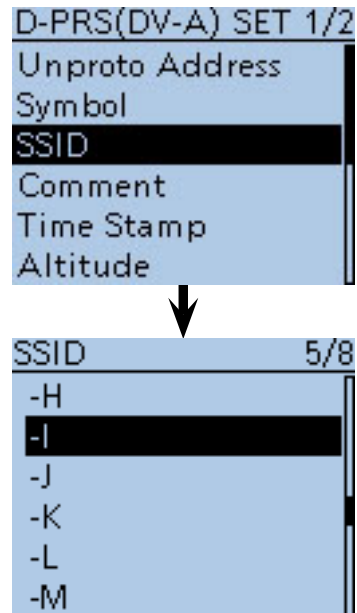 D-PRS(DV-A) SET 1/2
Unproto Address
Symbol
SSID
Comment
Time Stamp
Altitude
SSID 5/8
-H
-I
-J
-K
-L
-M